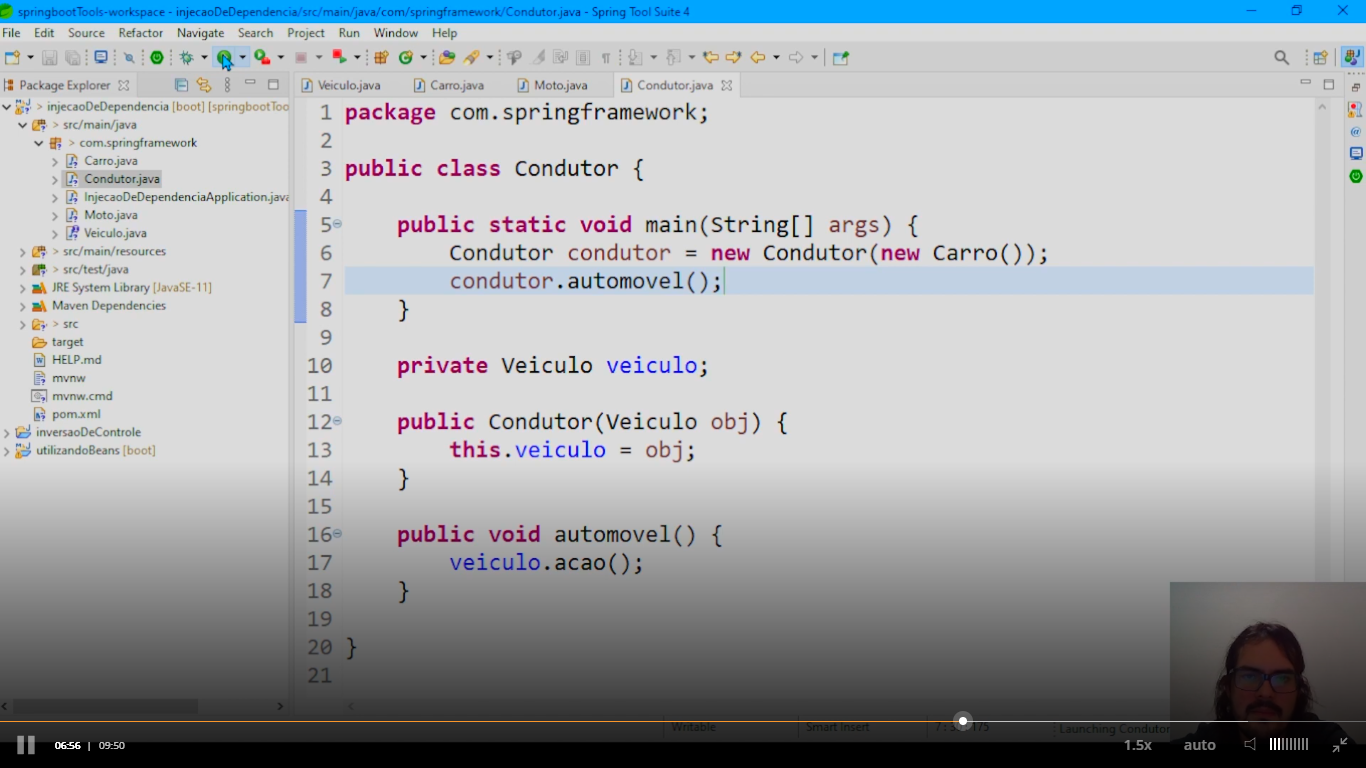 springbootTools-workspace - injecaoDeDependencia/src/main/java/com/springframework/Condutor.java - Spring Tool Suite 4
File Edit Source Refactor Navigate Search Project Run Window Help
Package Explorer
Veiculo.java Carro.java Moto.java Condutor.java
injecaoDeDependencia [boot] [springbootToo
src/main/java
com.springframework
Carro.java
Condutor.java
InjecaoDeDependenciaApplication.java
Moto.java
Veiculo.java
src/main/resources
src/test/java
JRE System Library [JavaSE-11]
Maven Dependencies
src
target
HELP.md
mvnw
mvnw.cmd
pom.xml
inversaoDeControle
utilizandoBeans [boot]
1 package com.springframework;
2
3 public class Condutor {
4
5 public static void main(String[] args) {
6 Condutor condutor = new Condutor(new Carro());
7 condutor.automovel();
8 }
9
10 private Veiculo veiculo;
11
12 public Condutor(Veiculo obj) {
13 this.veiculo = obj;
14 }
15
16 public void automovel() {
17 veiculo.acao();
18 }
19
20 }
21
Writable Smart Insert Launching Condutor
06:56 | 09:50 1.5x auto